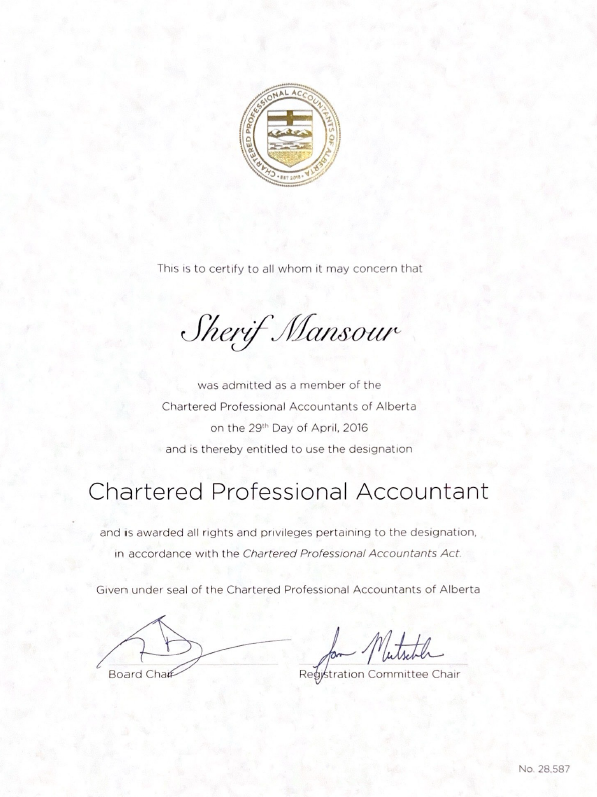 CHARTERED PROFESSIONAL ACCOUNTANTS OF ALBERTA
This is to certify to all whom it may concern that
Sherif Mansour
was admitted as a member of the
Chartered Professional Accountants of Alberta
on the 29th Day of April, 2016
and is thereby entitled to use the designation
Chartered Professional Accountant
and is awarded all rights and privileges pertaining to the designation,
in accordance with the Chartered Professional Accountants Act.
Given under seal of the Chartered Professional Accountants of Alberta
Board Chair
Registration Committee Chair
No. 28,587